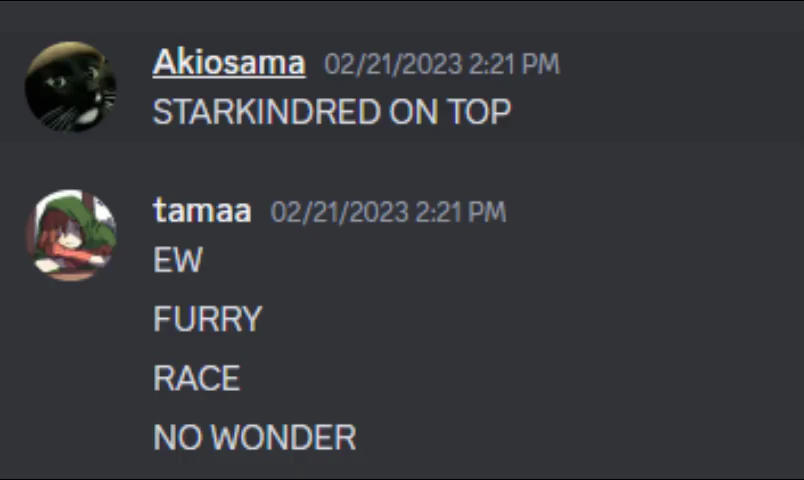 Akiosama 02/21/2023 2:21 PM
STARKINDRED ON TOP
tamaa 02/21/2023 2:21 PM
EW
FURRY
RACE
NO WONDER